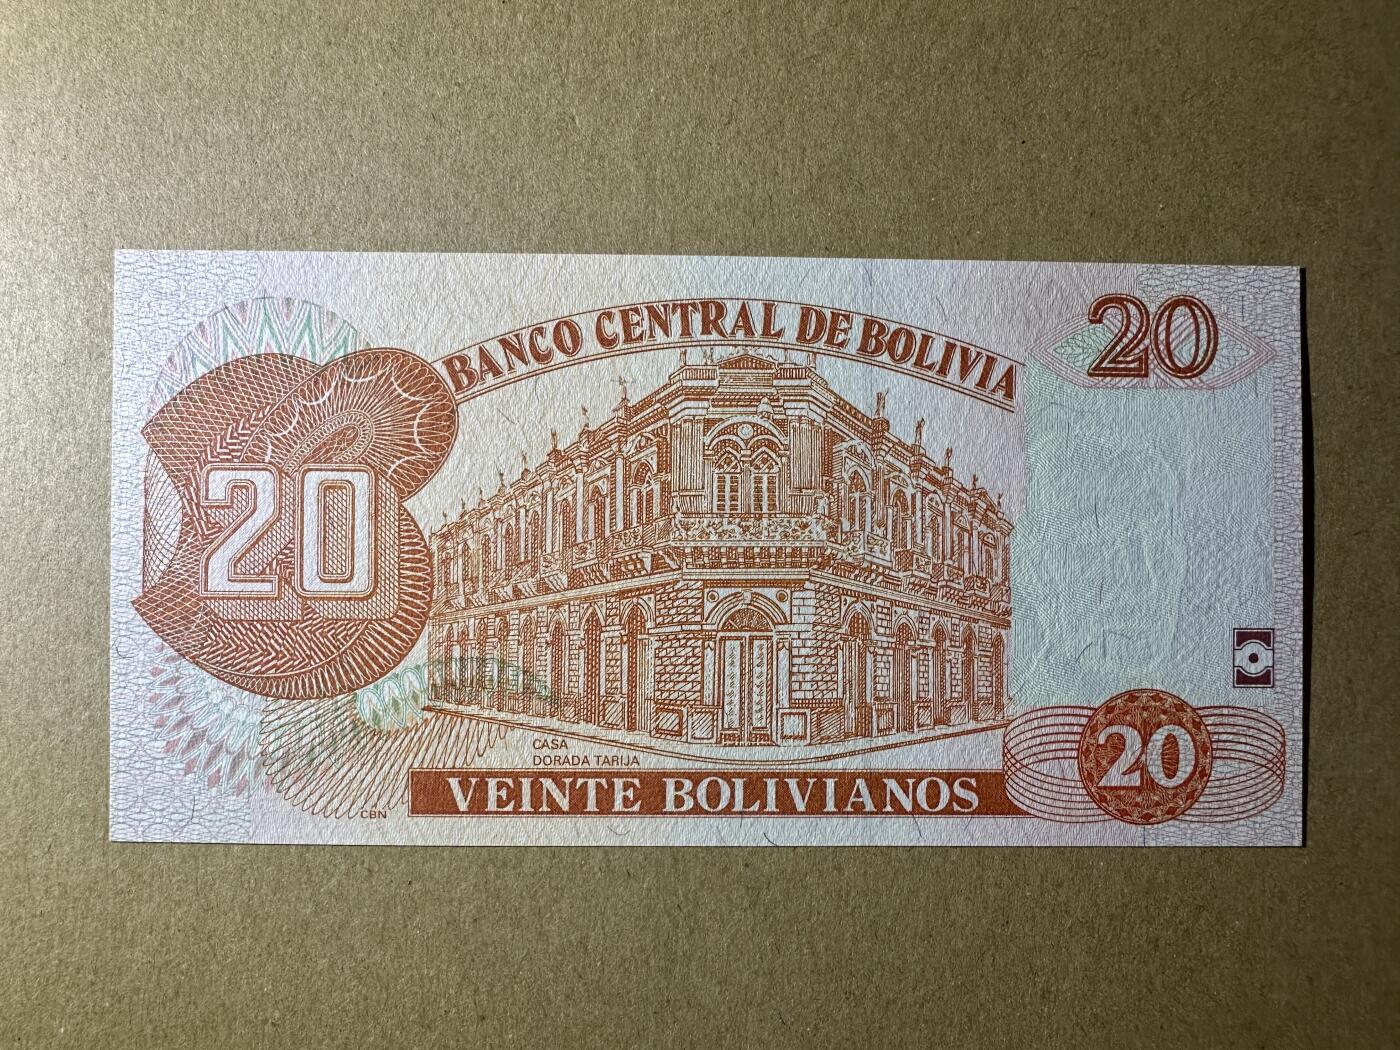 BANCO CENTRAL DE BOLIVIA
20
20
CASA
DORADA TARIJA
VEINTE BOLIVIANOS
20
CBN